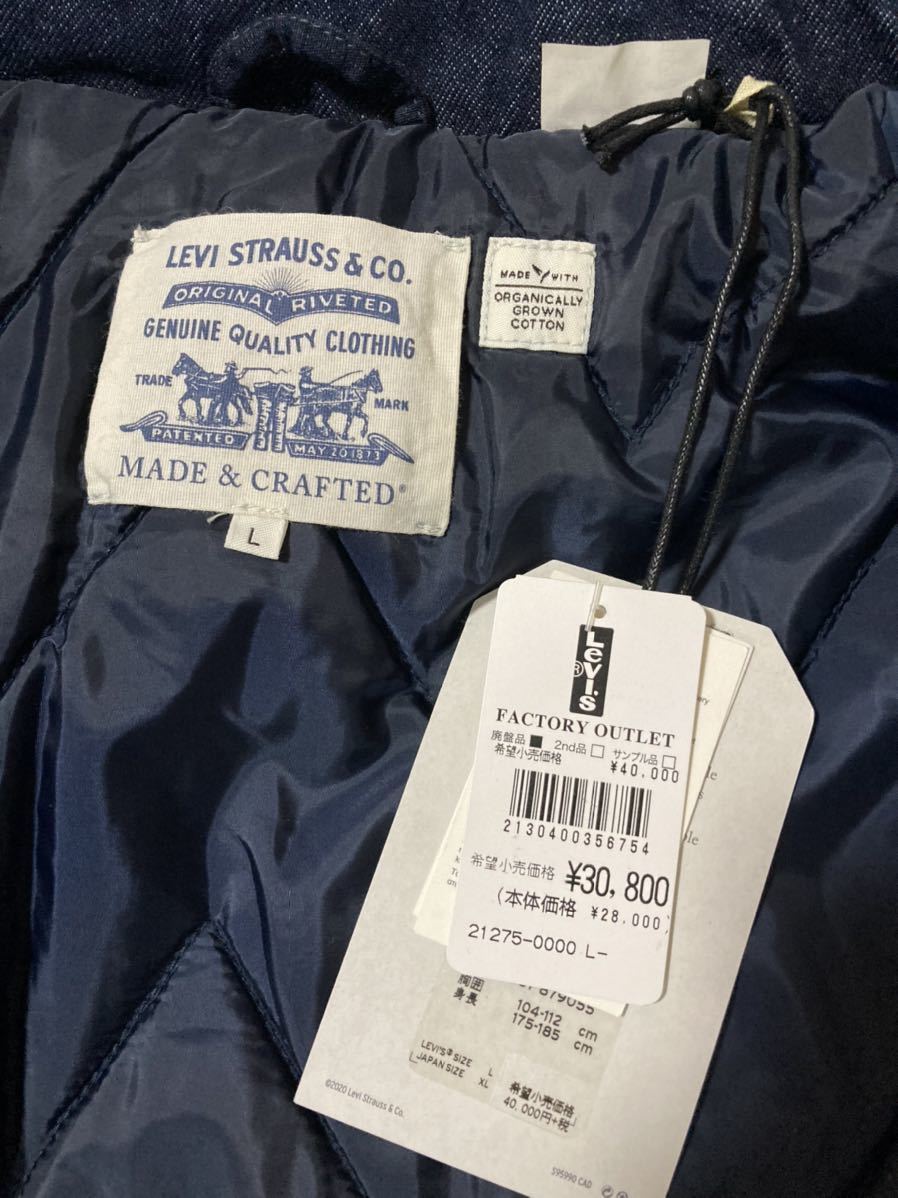 LEVI STRAUSS & CO.
ORIGINAL RIVETED
GENUINE QUALITY CLOTHING
TRADE MARK
PATENTED MAY 20 1873
MADE & CRAFTED®
L
MADE WITH
ORGANICALLY
GROWN
COTTON
Levi's®
FACTORY OUTLET
廃盤品■ 2nd品□ サンプル品□
希望小売価格 ¥40,000
2130400356754
希望小売価格 ¥30,800
(本体価格 ¥28,000)
21275-0000 L-
胸囲 104-112 cm
身長 175-185 cm
LEVI'S® SIZE L
JAPAN SIZE XL
希望小売価格
40,000円+税
©2020 Levi Strauss & Co.
S95990 CAD